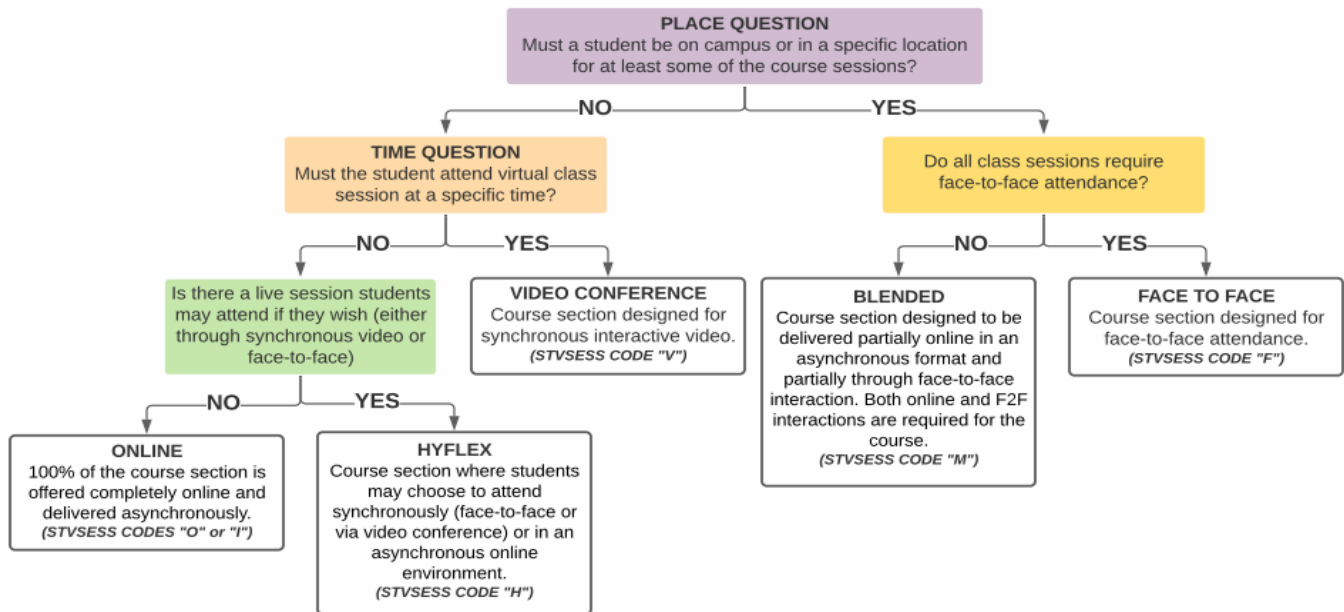 PLACE QUESTION
Must a student be on campus or in a specific location
for at least some of the course sessions?
NO
YES
TIME QUESTION
Must the student attend virtual class
session at a specific time?
Do all class sessions require
face-to-face attendance?
NO
YES
NO
YES
Is there a live session students
may attend if they wish (either
through synchronous video or
face-to-face)
VIDEO CONFERENCE
Course section designed for
synchronous interactive video.
(STVSESS CODE "V")
BLENDED
Course section designed to be
delivered partially online in an
asynchronous format and
partially through face-to-face
interaction. Both online and F2F
interactions are required for the
course.
(STVSESS CODE "M")
FACE TO FACE
Course section designed for
face-to-face attendance.
(STVSESS CODE "F")
NO
YES
ONLINE
100% of the course section is
offered completely online and
delivered asynchronously.
(STVSESS CODES "O" or "I")
HYFLEX
Course section where students
may choose to attend
synchronously (face-to-face or
via video conference) or in an
asynchronous online
environment.
(STVSESS CODE "H")